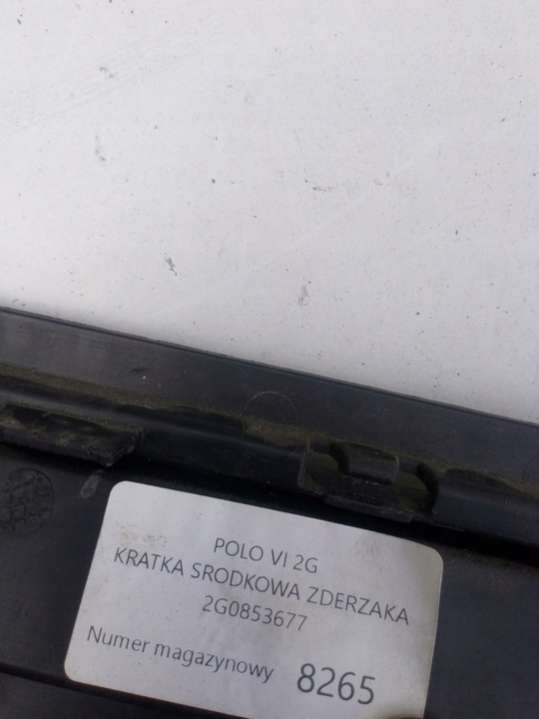 POLO VI 2G
KRATKA SRODKOWA ZDERZAKA
2G0853677
Numer magazynowy 8265